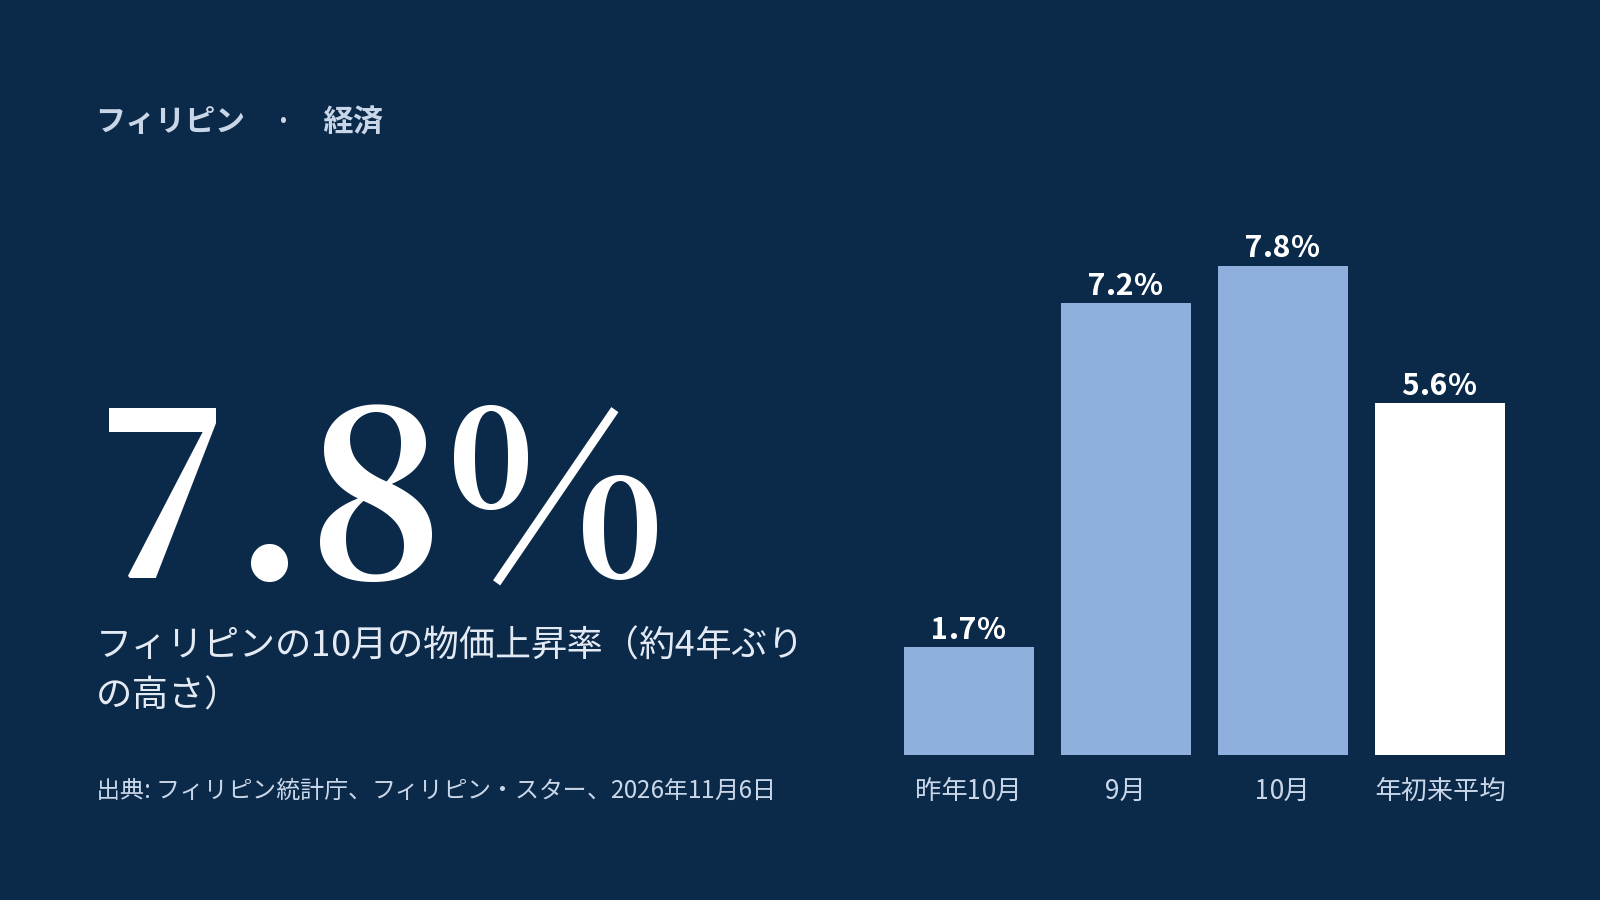 フィリピン ・ 経済
7.8%
フィリピンの10月の物価上昇率（約4年ぶり
の高さ）
出典: フィリピン統計庁、フィリピン・スター、2026年11月6日
1.7%
7.2%
7.8%
5.6%
昨年10月
9月
10月
年初来平均